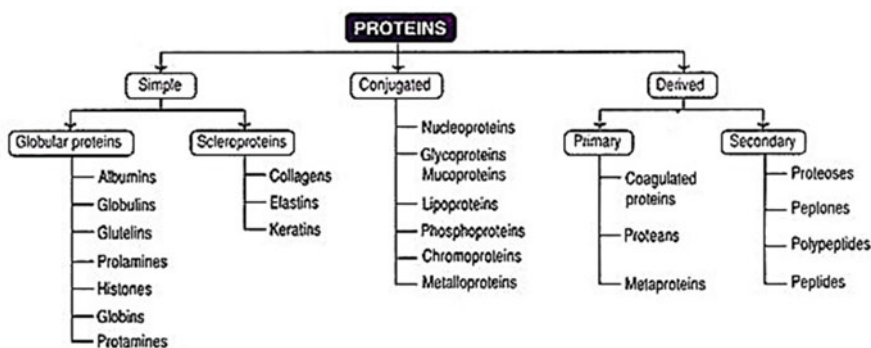 PROTEINS
Simple
Conjugated
Derived
Globular proteins
Scleroproteins
Primary
Secondary
Albumins
Globulins
Glutelins
Prolamines
Histones
Globins
Protamines
Collagens
Elastins
Keratins
Nucleoproteins
Glycoproteins
Mucoproteins
Lipoproteins
Phosphoproteins
Chromoproteins
Metalloproteins
Coagulated
proteins
Proteans
Metaproteins
Proteoses
Peplones
Polypeptides
Peptides